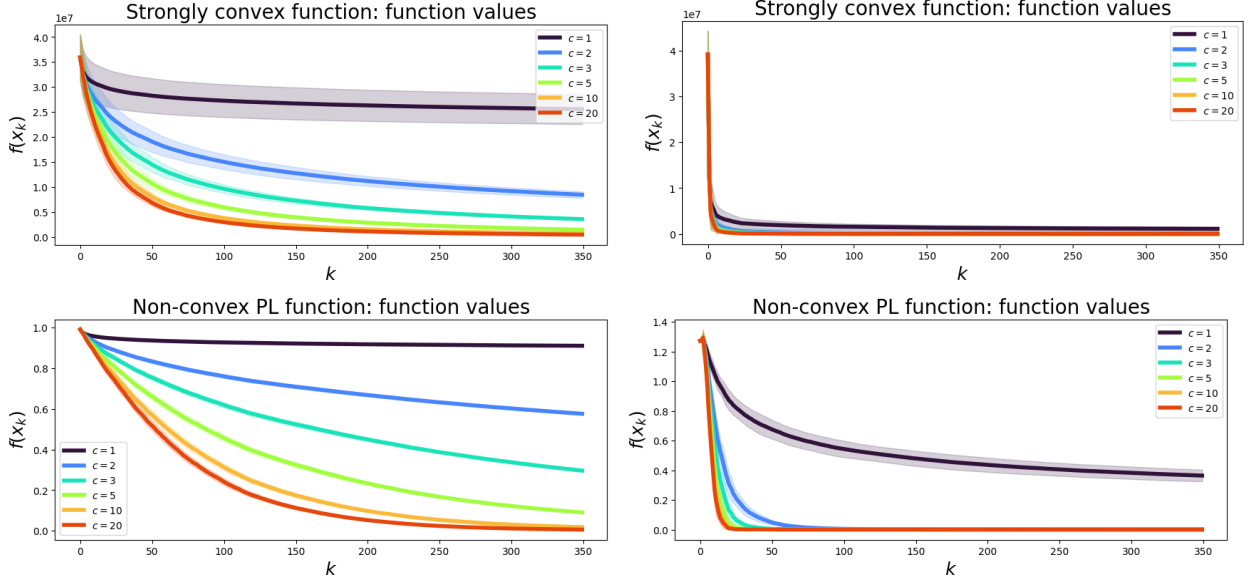 Strongly convex function: function values
1e7
f(x_k)
4.0
3.5
3.0
2.5
2.0
1.5
1.0
0.5
0.0
c = 1
c = 2
c = 3
c = 5
c = 10
c = 20
0 50 100 150 200 250 300 350
k
Strongly convex function: function values
1e7
f(x_k)
4
3
2
1
0
c = 1
c = 2
c = 3
c = 5
c = 10
c = 20
0 50 100 150 200 250 300 350
k
Non-convex PL function: function values
f(x_k)
1.0
0.8
0.6
0.4
0.2
0.0
c = 1
c = 2
c = 3
c = 5
c = 10
c = 20
0 50 100 150 200 250 300 350
k
Non-convex PL function: function values
f(x_k)
1.4
1.2
1.0
0.8
0.6
0.4
0.2
0.0
c = 1
c = 2
c = 3
c = 5
c = 10
c = 20
0 50 100 150 200 250 300 350
k